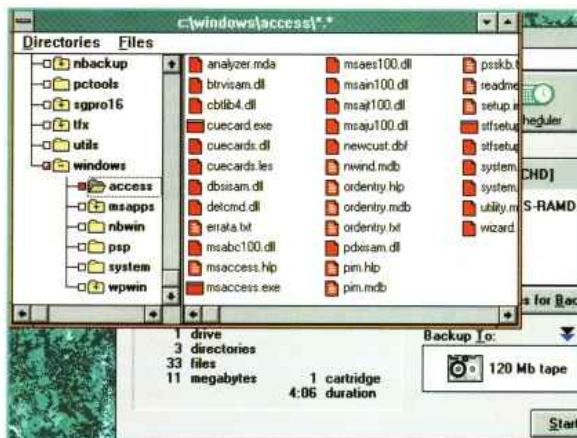 c:\windows\access\*.*
Directories Files
nbackup
pctools
sgpro16
tfx
utils
windows
access
msapps
nbwin
psp
system
wpwin
analyzer.mda
btrvisam.dll
cbtlib4.dll
cuecard.exe
cuecards.dll
cuecards.les
dbsisam.dll
detcmd.dll
errata.txt
msabc100.dll
msaccess.hlp
msaccess.exe
msaes100.dll
msain100.dll
msajt100.dll
msaju100.dll
newcust.dbf
nwind.mdb
ordentry.hlp
ordentry.mdb
ordentry.txt
pdxisam.dll
pim.hlp
pim.mdb
psskb.t
readme
setup.in
stfsetup
stfsetup
system.
system.
utility.m
wizard.
heduler
CHD]
S-RAMD
s for Bac
1 drive
3 directories
33 files
11 megabytes 1 cartridge
4:06 duration
Backup To:
120 Mb tape
Start